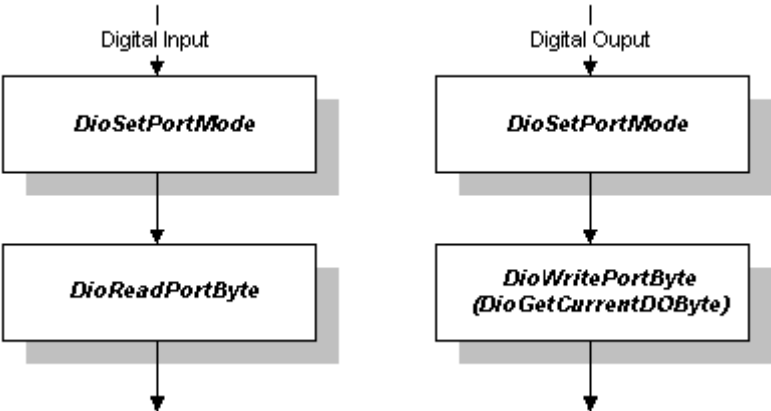 Digital Input
DioSetPortMode
DioReadPortByte
Digital Ouput
DioSetPortMode
DioWritePortByte
(DioGetCurrentDOByte)